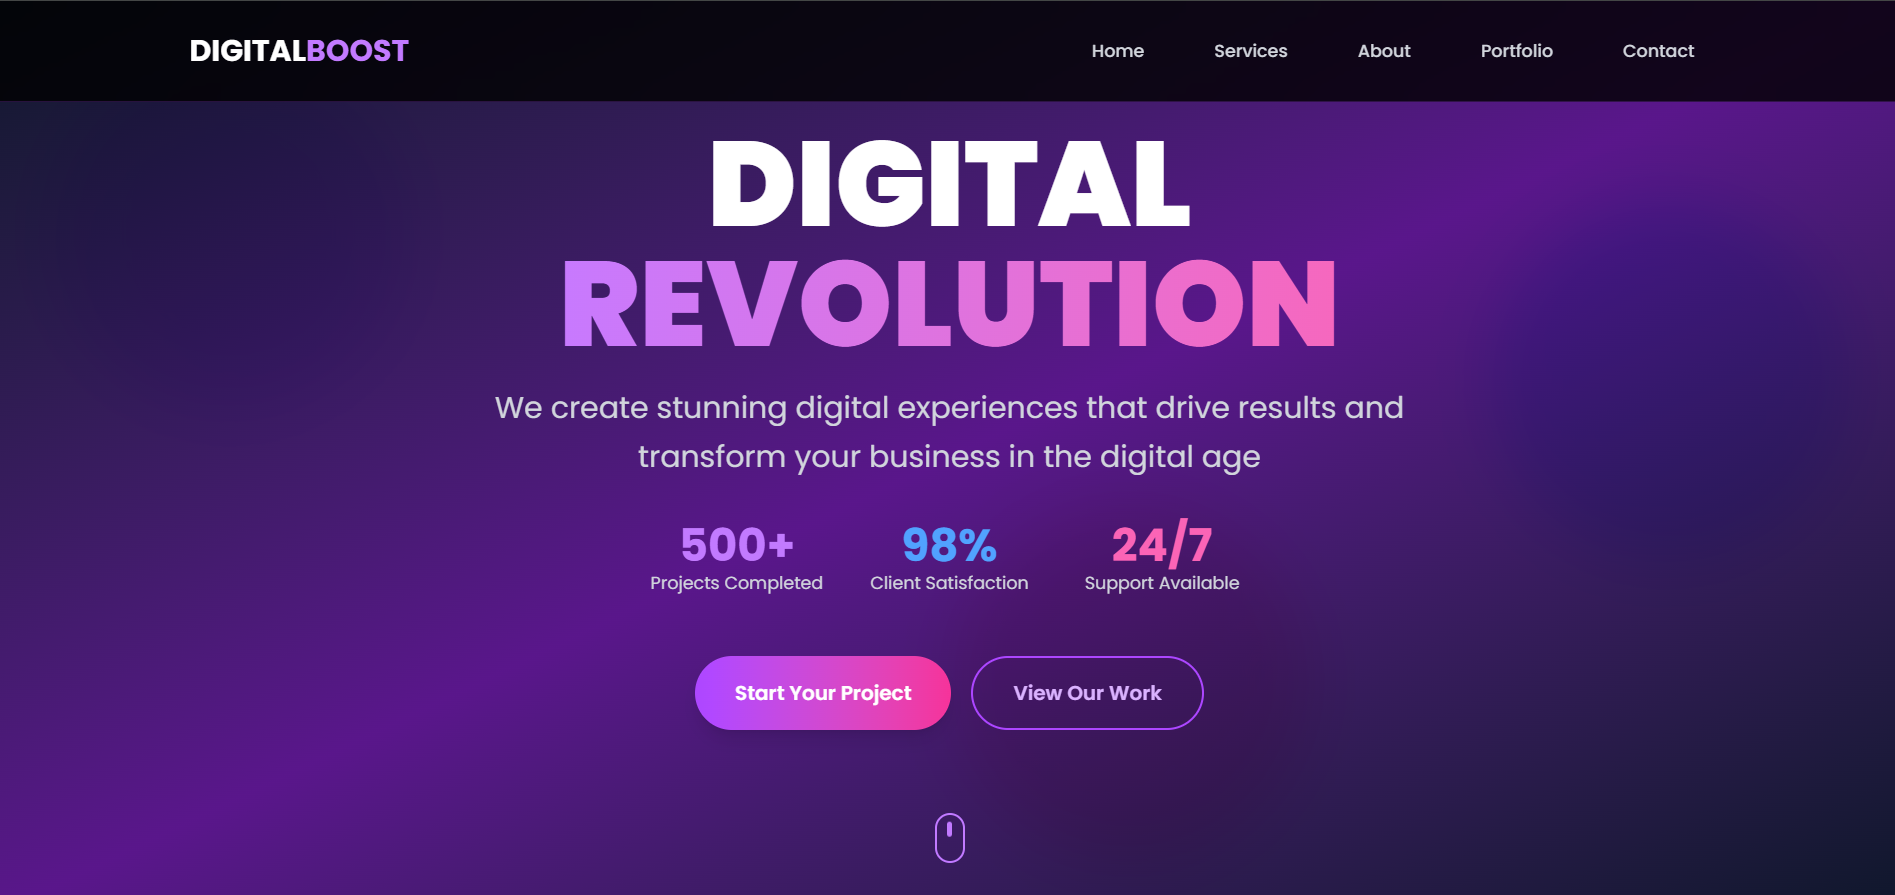 DIGITALBOOST
Home
Services
About
Portfolio
Contact
DIGITAL
REVOLUTION
We create stunning digital experiences that drive results and
transform your business in the digital age
500+
Projects Completed
98%
Client Satisfaction
24/7
Support Available
Start Your Project
View Our Work